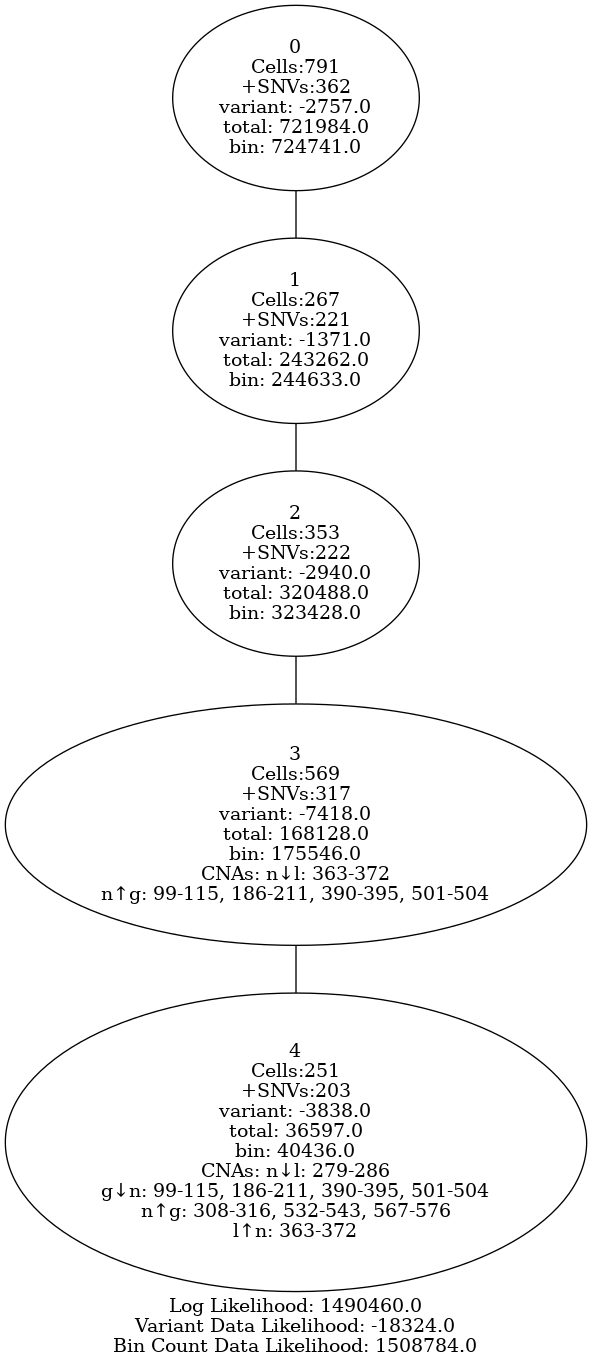 0
Cells:791
+SNVs:362
variant: -2757.0
total: 721984.0
bin: 724741.0
1
Cells:267
+SNVs:221
variant: -1371.0
total: 243262.0
bin: 244633.0
2
Cells:353
+SNVs:222
variant: -2940.0
total: 320488.0
bin: 323428.0
3
Cells:569
+SNVs:317
variant: -7418.0
total: 168128.0
bin: 175546.0
CNAs: n↓l: 363-372
n↑g: 99-115, 186-211, 390-395, 501-504
4
Cells:251
+SNVs:203
variant: -3838.0
total: 36597.0
bin: 40436.0
CNAs: n↓l: 279-286
g↓n: 99-115, 186-211, 390-395, 501-504
n↑g: 308-316, 532-543, 567-576
l↑n: 363-372
Log Likelihood: 1490460.0
Variant Data Likelihood: -18324.0
Bin Count Data Likelihood: 1508784.0